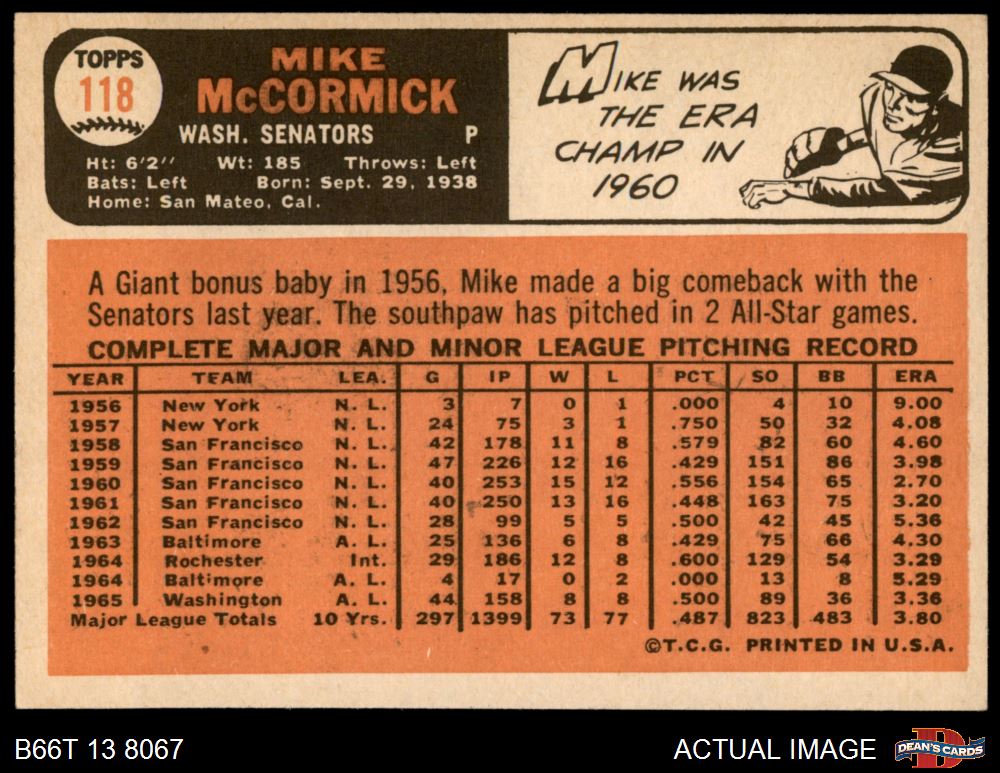 TOPPS
118
MIKE
McCORMICK
WASH. SENATORS P
Ht: 6'2'' Wt: 185 Throws: Left
Bats: Left Born: Sept. 29, 1938
Home: San Mateo, Cal.
MIKE WAS
THE ERA
CHAMP IN
1960
A Giant bonus baby in 1956, Mike made a big comeback with the
Senators last year. The southpaw has pitched in 2 All-Star games.
COMPLETE MAJOR AND MINOR LEAGUE PITCHING RECORD
YEAR TEAM LEA. G IP W L PCT SO BB ERA
1956 New York N. L. 3 7 0 1 .000 4 10 9.00
1957 New York N. L. 24 75 3 1 .750 50 32 4.08
1958 San Francisco N. L. 42 178 11 8 .579 82 60 4.60
1959 San Francisco N. L. 47 226 12 16 .429 151 86 3.98
1960 San Francisco N. L. 40 253 15 12 .556 154 65 2.70
1961 San Francisco N. L. 40 250 13 16 .448 163 75 3.20
1962 San Francisco N. L. 28 99 5 5 .500 42 45 5.36
1963 Baltimore A. L. 25 136 6 8 .429 75 66 4.30
1964 Rochester Int. 29 186 12 8 .600 129 54 3.29
1964 Baltimore A. L. 4 17 0 2 .000 13 8 5.29
1965 Washington A. L. 44 158 8 8 .500 89 36 3.36
Major League Totals 10 Yrs. 297 1399 73 77 .487 823 483 3.80
©T.C.G. PRINTED IN U.S.A.
B66T 13 8067 ACTUAL IMAGE
D
DEAN'S CARDS